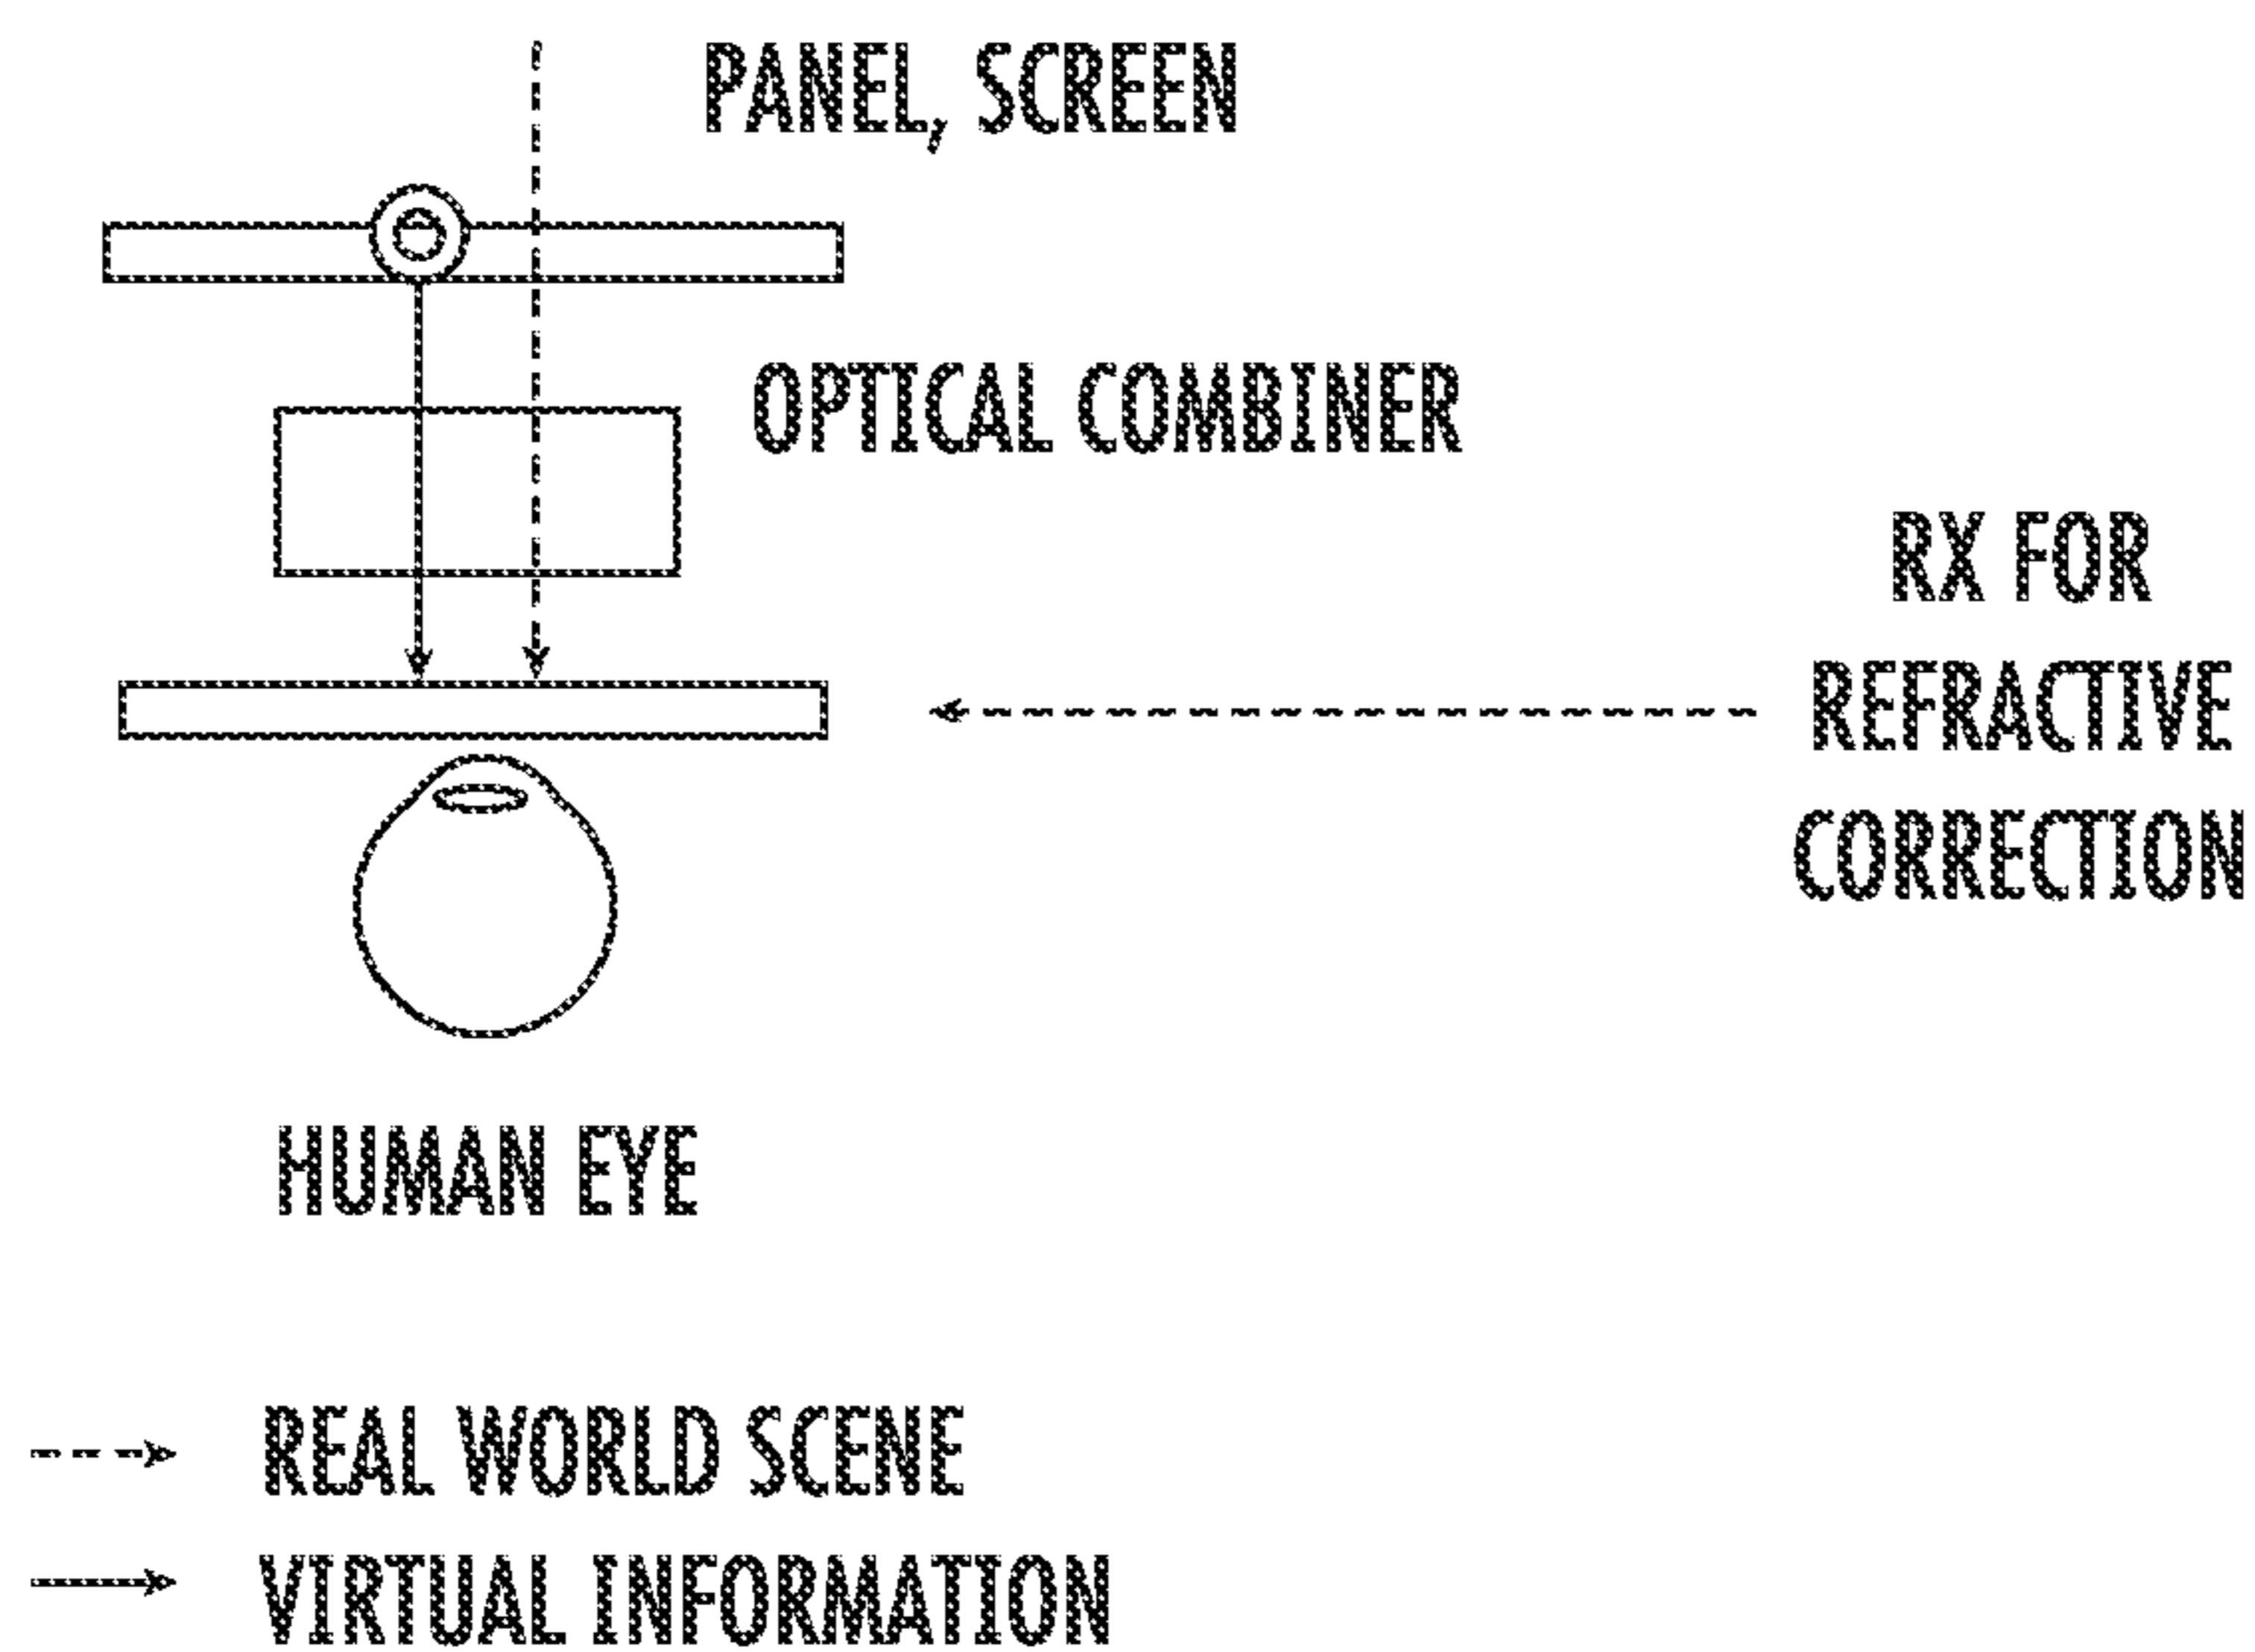 PANEL, SCREEN
OPTICAL COMBINER
RX FOR
REFRACTIVE
CORRECTION
HUMAN EYE
REAL WORLD SCENE
VIRTUAL INFORMATION